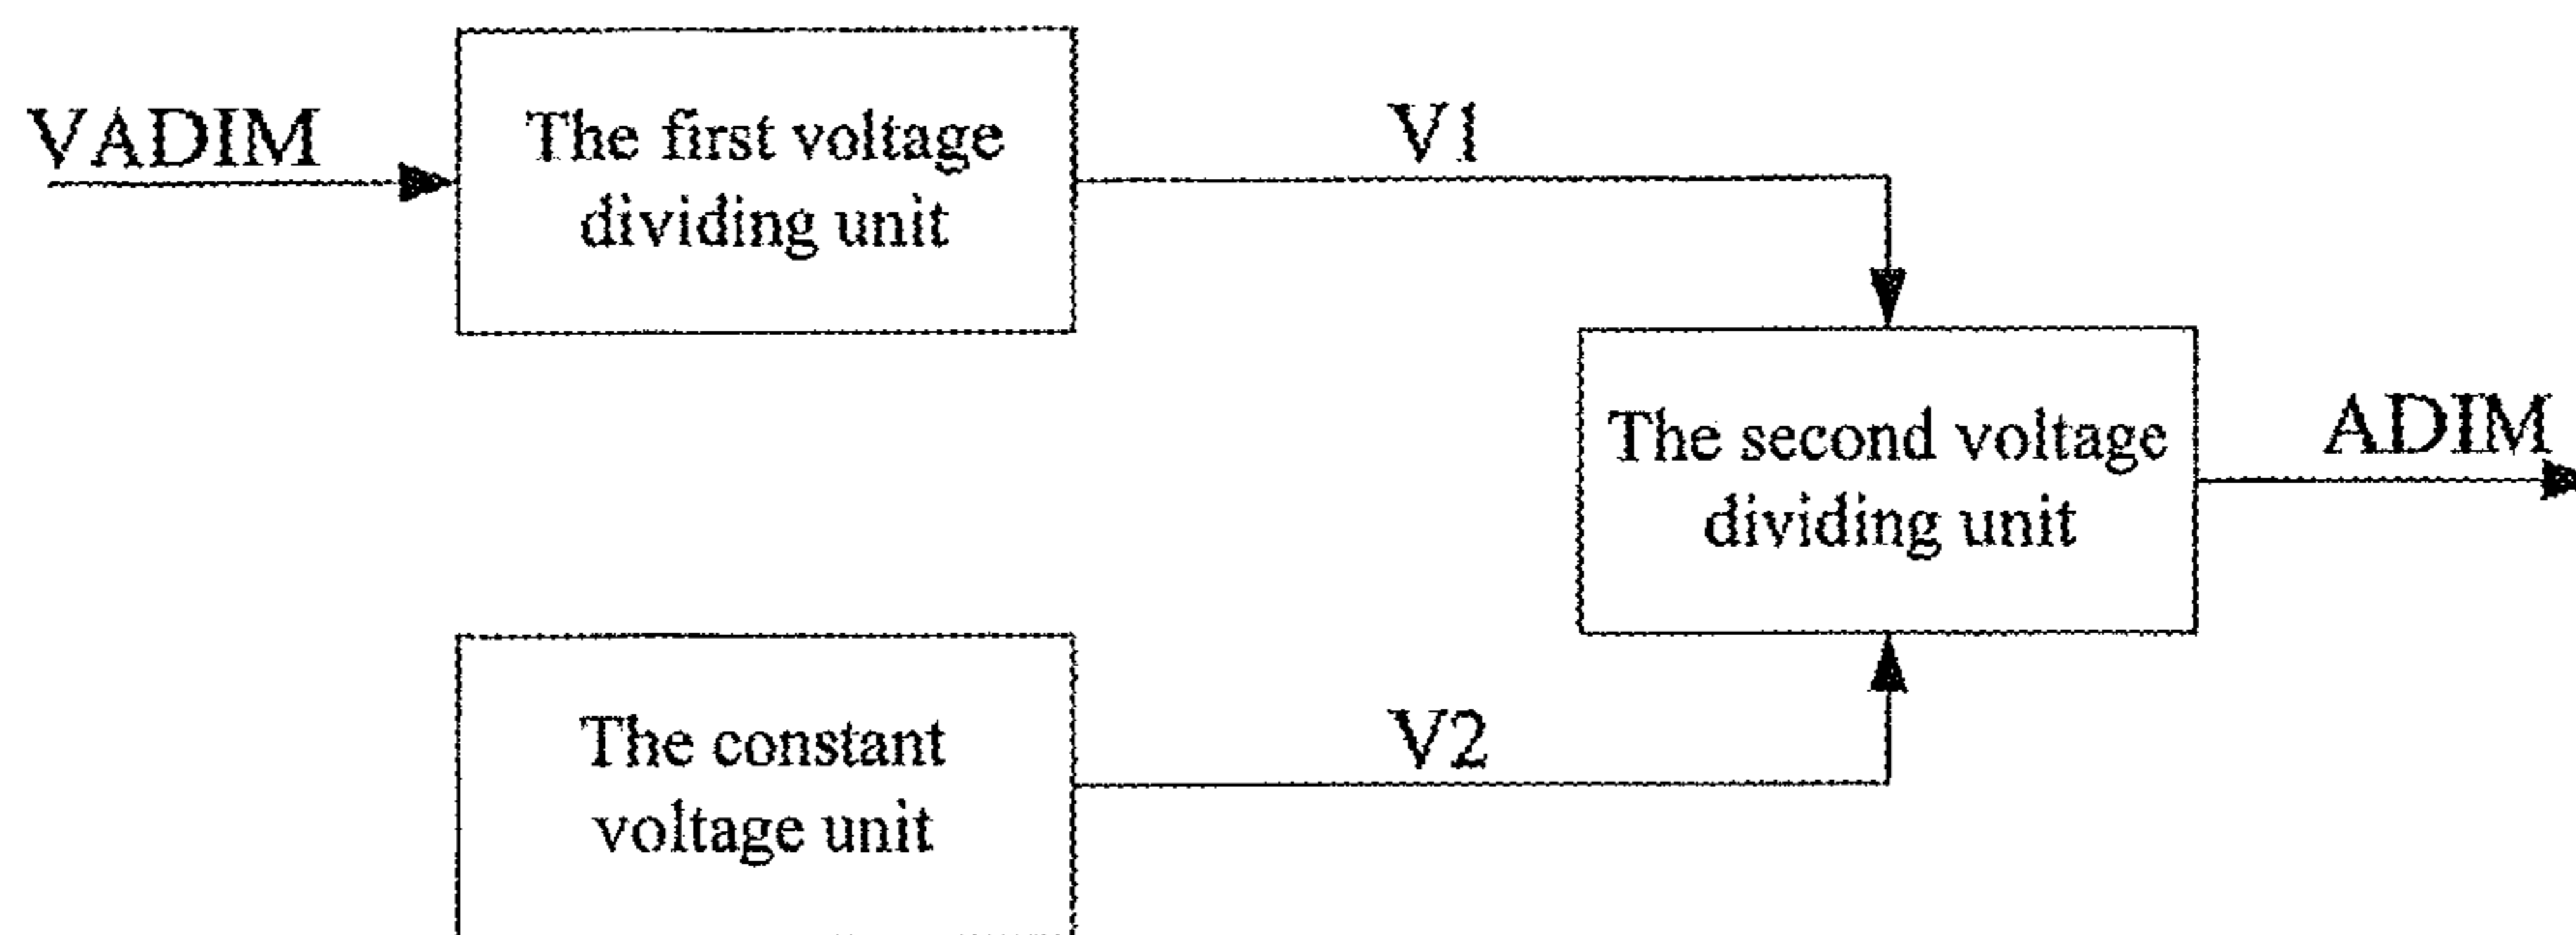 VADIM
The first voltage
dividing unit
V1
The second voltage
dividing unit
ADIM
The constant
voltage unit
V2